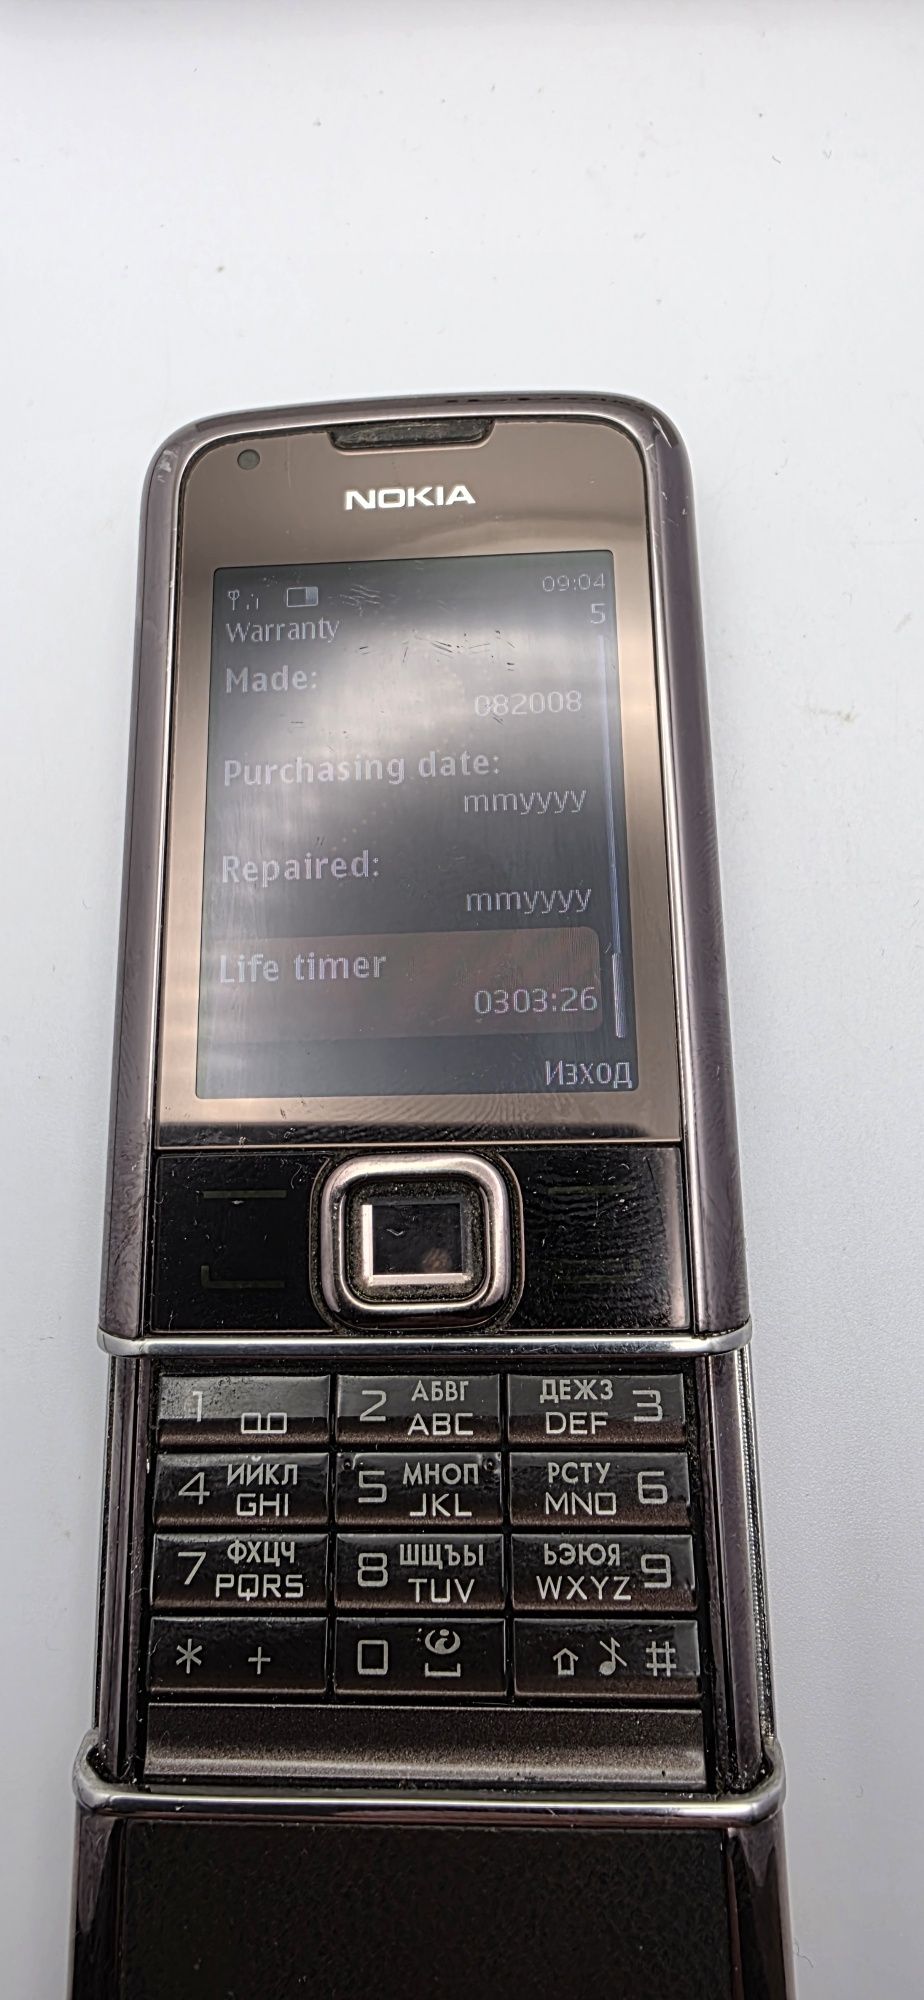 NOKIA
09:04
5
Warranty
Made:
082008
Purchasing date:
mmyyyy
Repaired:
mmyyyy
Life timer
0303:26
Изход
1
2 АБВГ ABC
ДЕЖЗ DEF 3
4 ИЙКЛ GHI
5 МНОП JKL
РСТУ MNO 6
7 ФХЦЧ PQRS
8 ШЩЪЫ TUV
ЬЭЮЯ WXYZ 9
* +
0
#